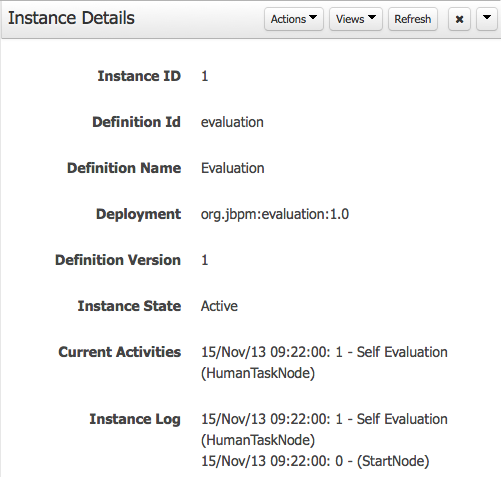 Instance Details Actions Views Refresh
Instance ID 1
Definition Id evaluation
Definition Name Evaluation
Deployment org.jbpm:evaluation:1.0
Definition Version 1
Instance State Active
Current Activities 15/Nov/13 09:22:00: 1 - Self Evaluation
(HumanTaskNode)
Instance Log 15/Nov/13 09:22:00: 1 - Self Evaluation
(HumanTaskNode)
15/Nov/13 09:22:00: 0 - (StartNode)